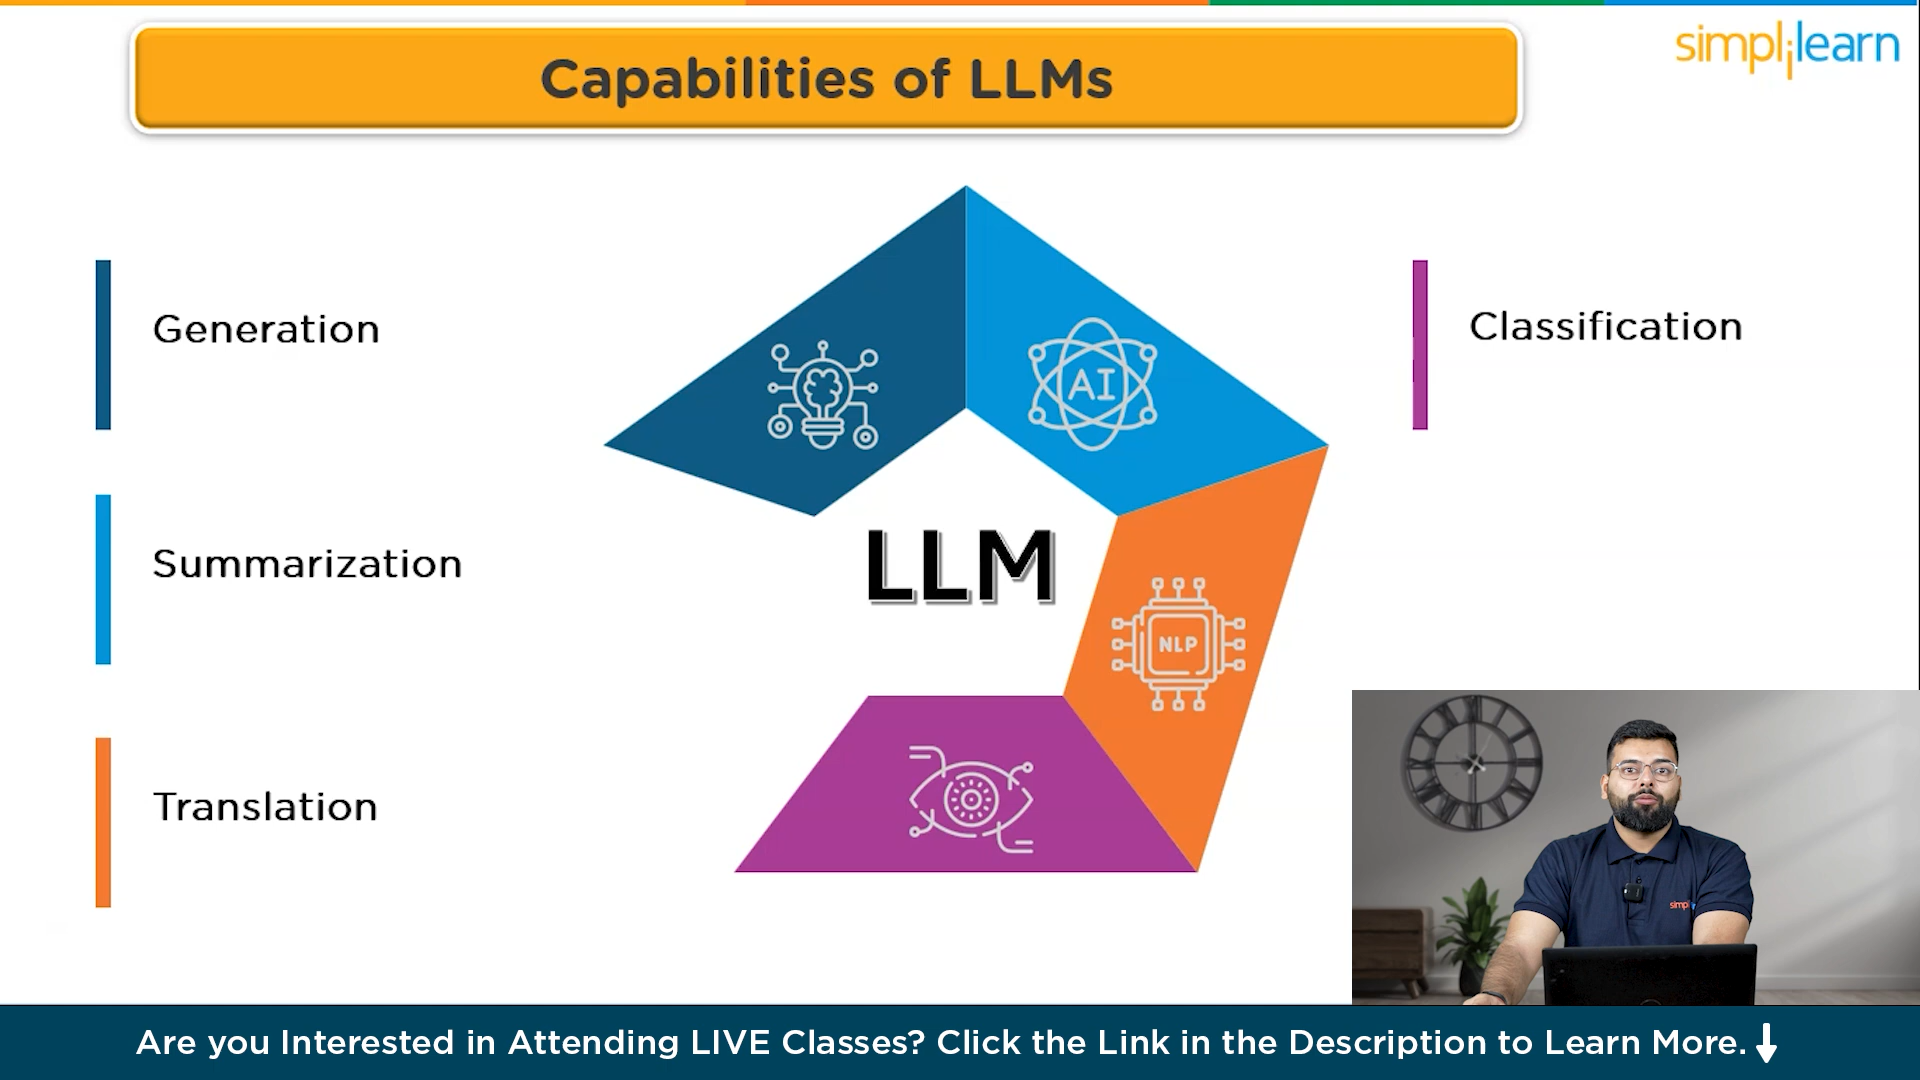 Capabilities of LLMs
simplilearn
Generation
Summarization
Translation
AI
LLM
NLP
Classification
simpl
Are you Interested in Attending LIVE Classes? Click the Link in the Description to Learn More.